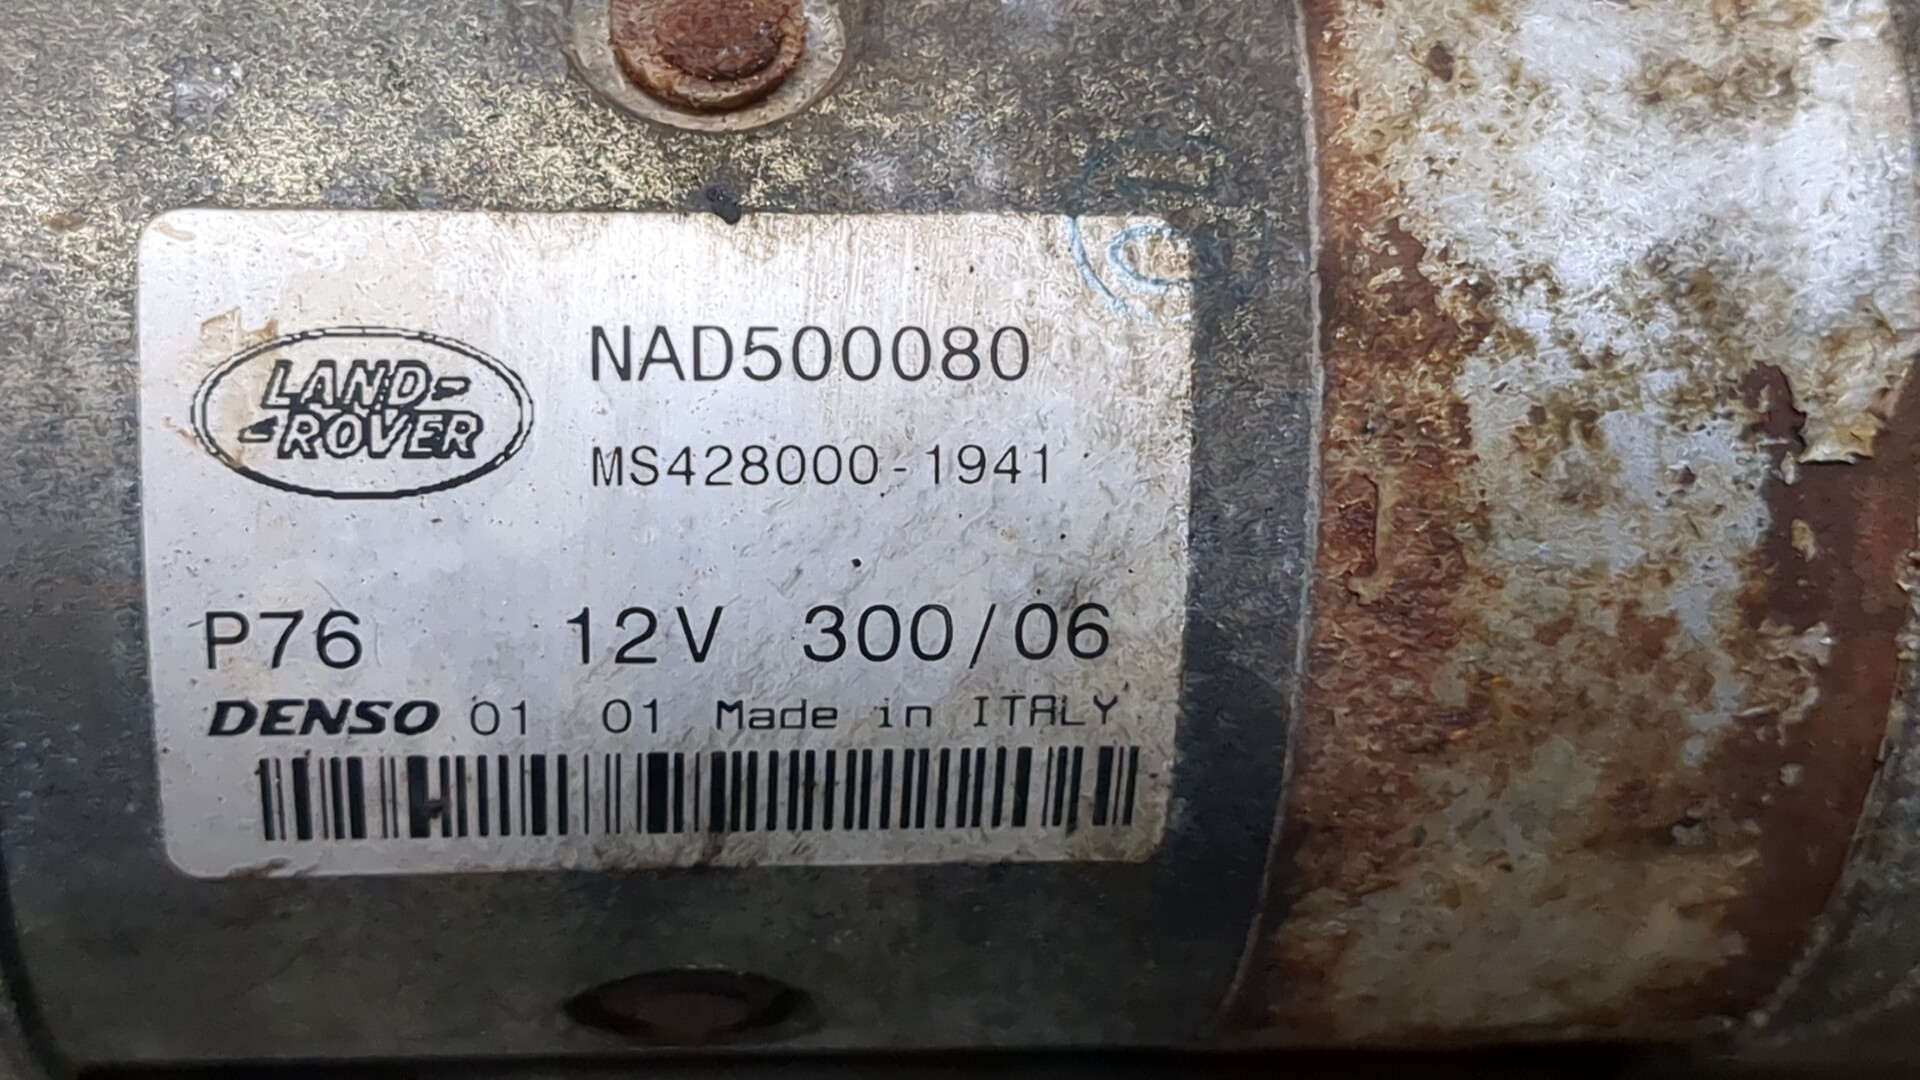 LAND-
-ROVER
NAD500080
MS428000-1941
P76 12V 300/06
DENSO 01 01 Made in ITALY